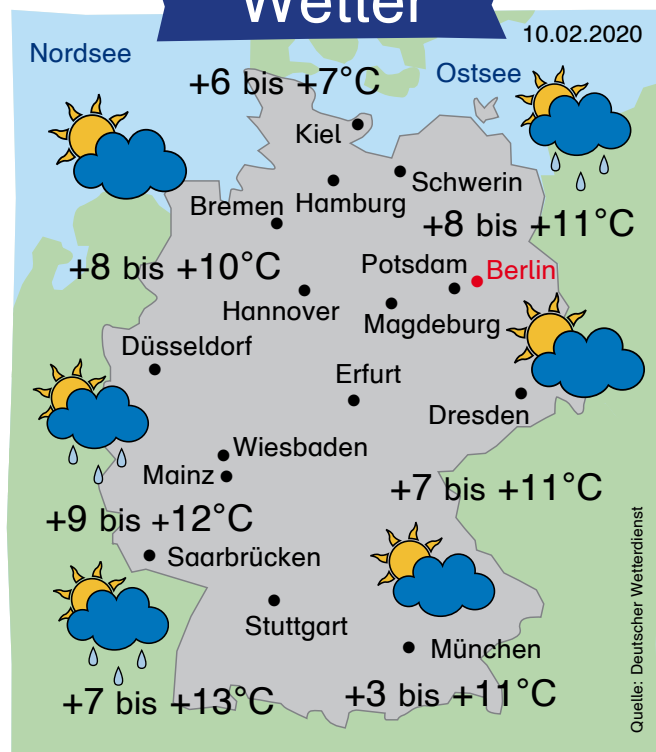 Wetter
10.02.2020
Nordsee
Ostsee
+6 bis +7°C
Kiel
Schwerin
Hamburg
Bremen
+8 bis +11°C
+8 bis +10°C
Potsdam
Berlin
Hannover
Magdeburg
Düsseldorf
Erfurt
Dresden
Wiesbaden
Mainz
+7 bis +11°C
+9 bis +12°C
Saarbrücken
Stuttgart
München
+7 bis +13°C
+3 bis +11°C
Quelle: Deutscher Wetterdienst